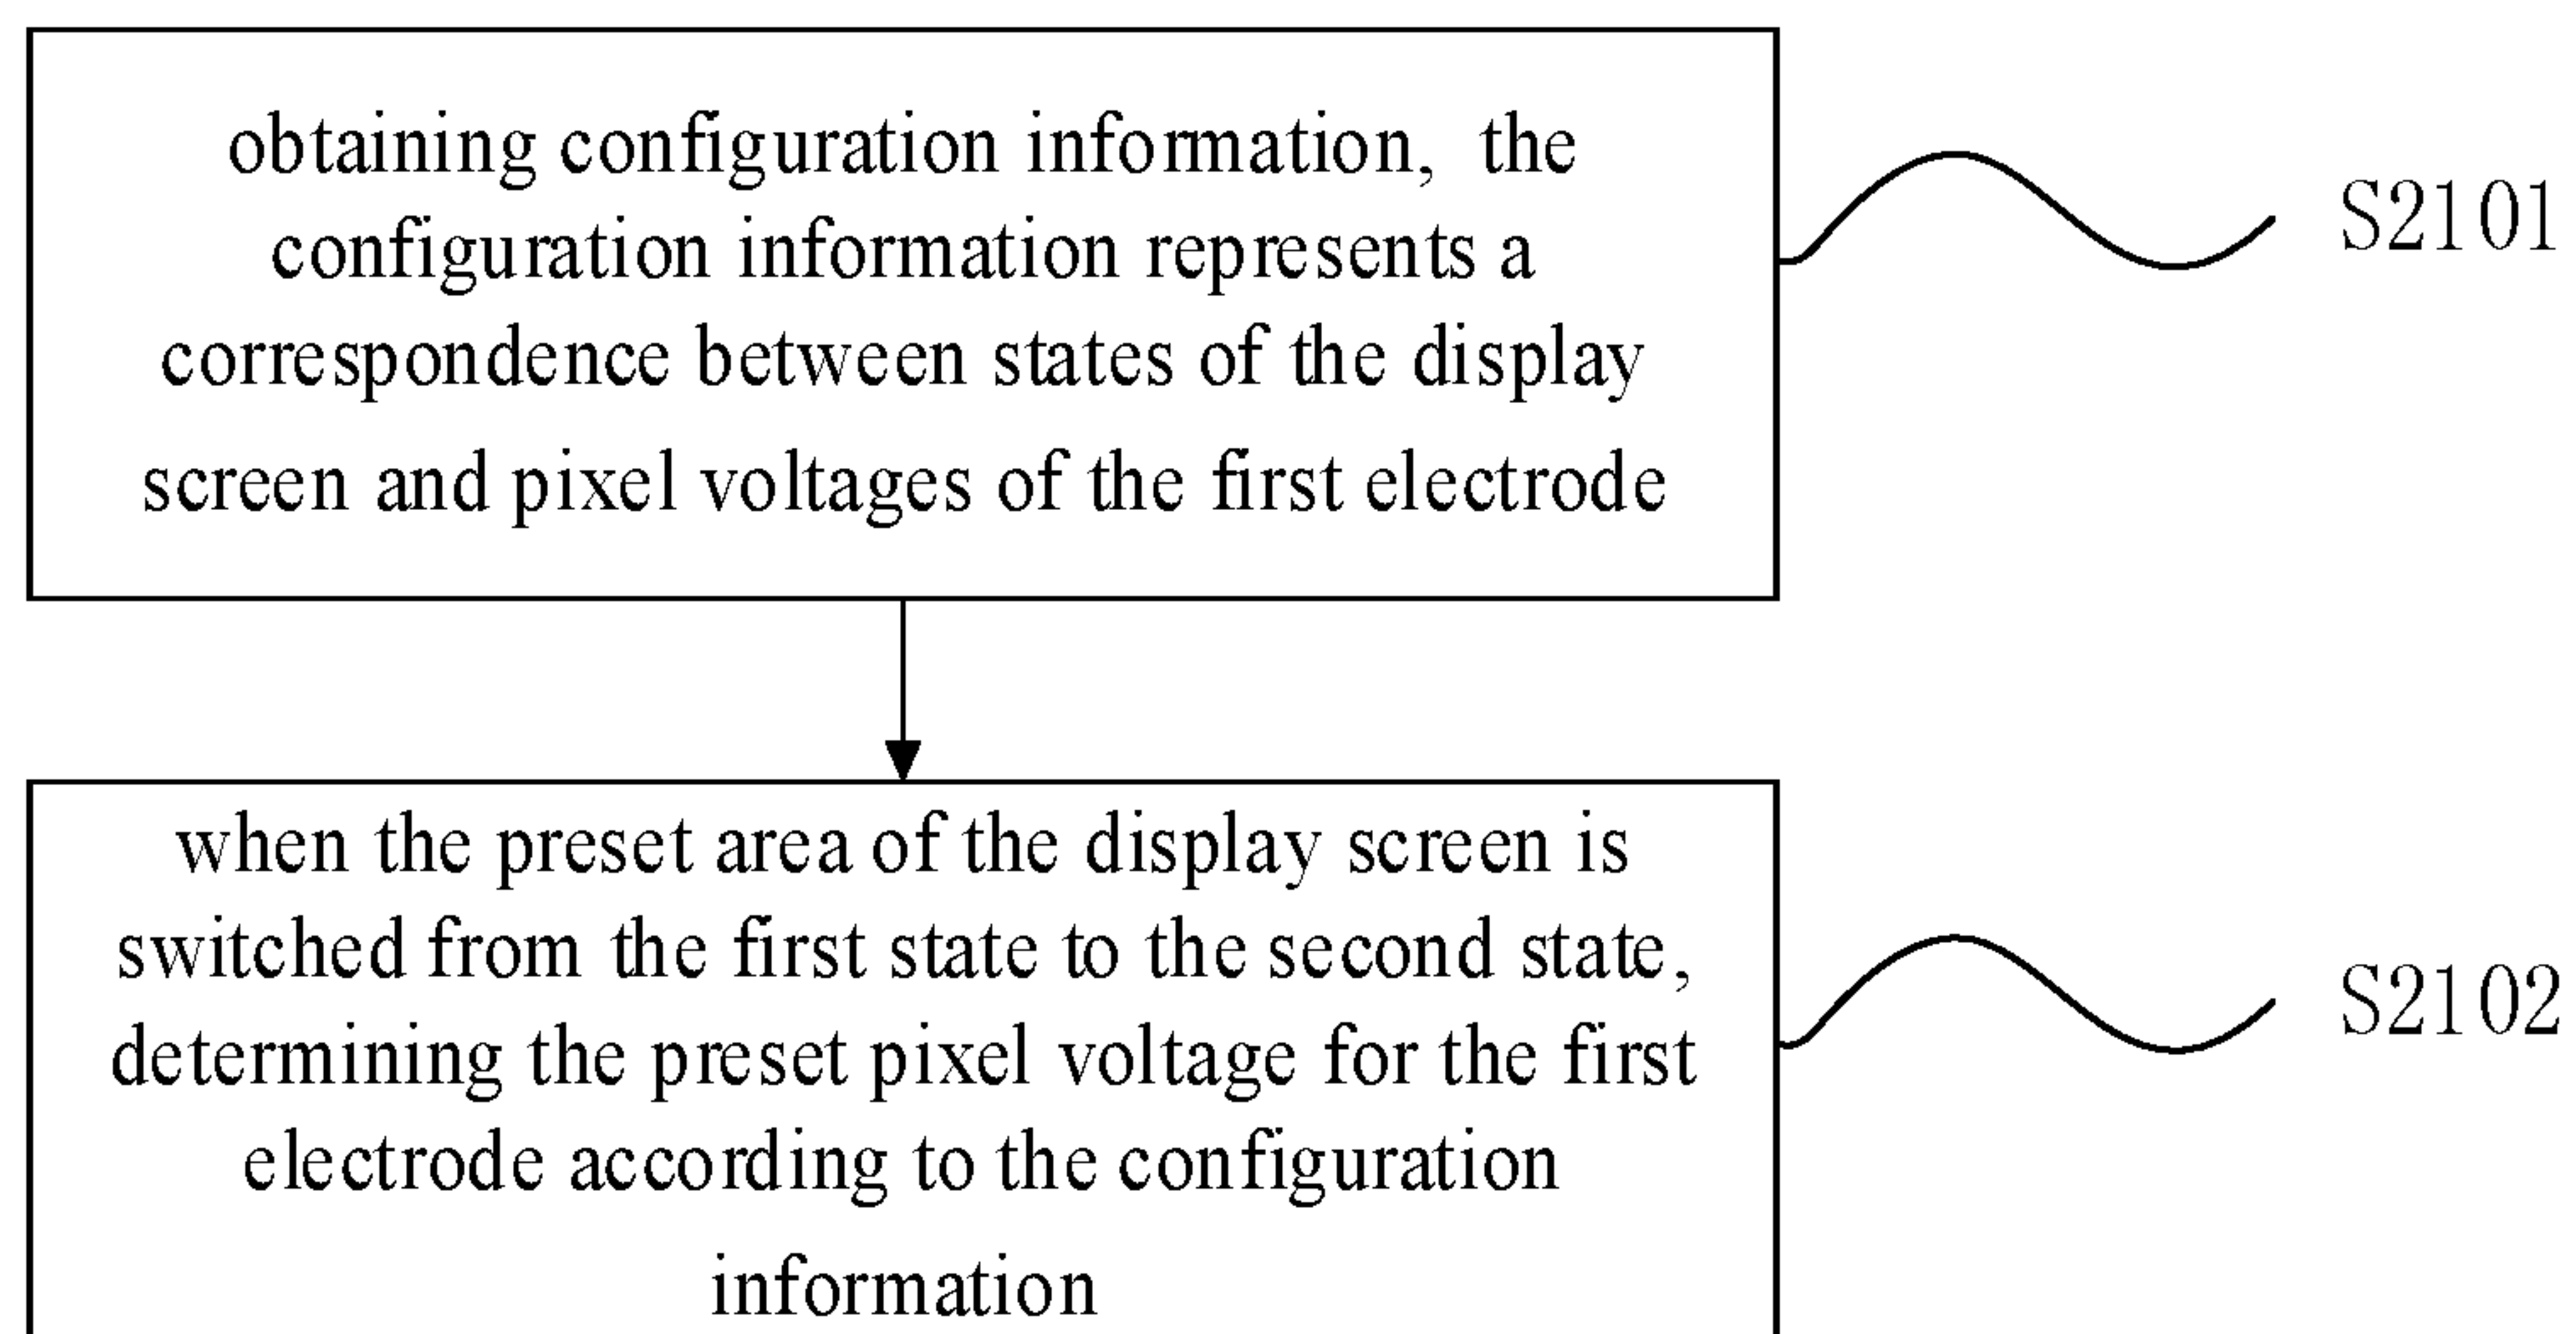 obtaining configuration information, the
configuration information represents a
correspondence between states of the display
screen and pixel voltages of the first electrode
S2101
when the preset area of the display screen is
switched from the first state to the second state,
determining the preset pixel voltage for the first
electrode according to the configuration
information
S2102